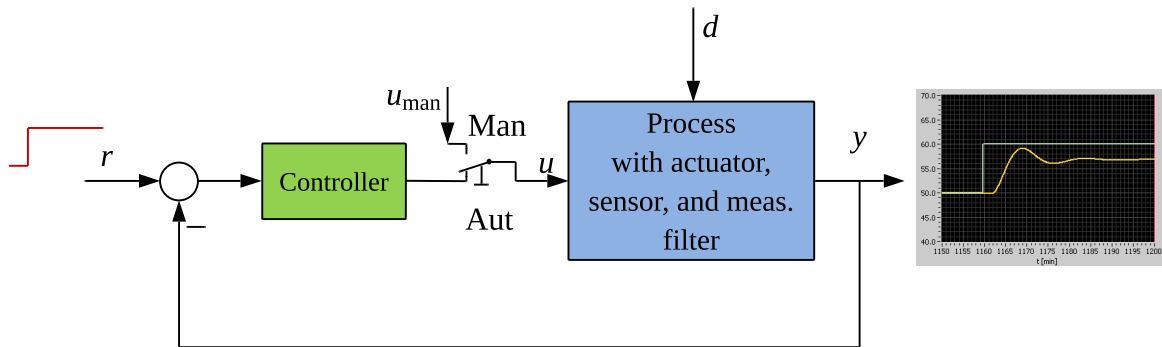 d
u_man
Man
r
Controller
u
Aut
Process
with actuator,
sensor, and meas.
filter
y
−
70.0
65.0
60.0
55.0
50.0
45.0
40.0
1150 1155 1160 1165 1170 1175 1180 1185 1190 1195 1200
t [min]